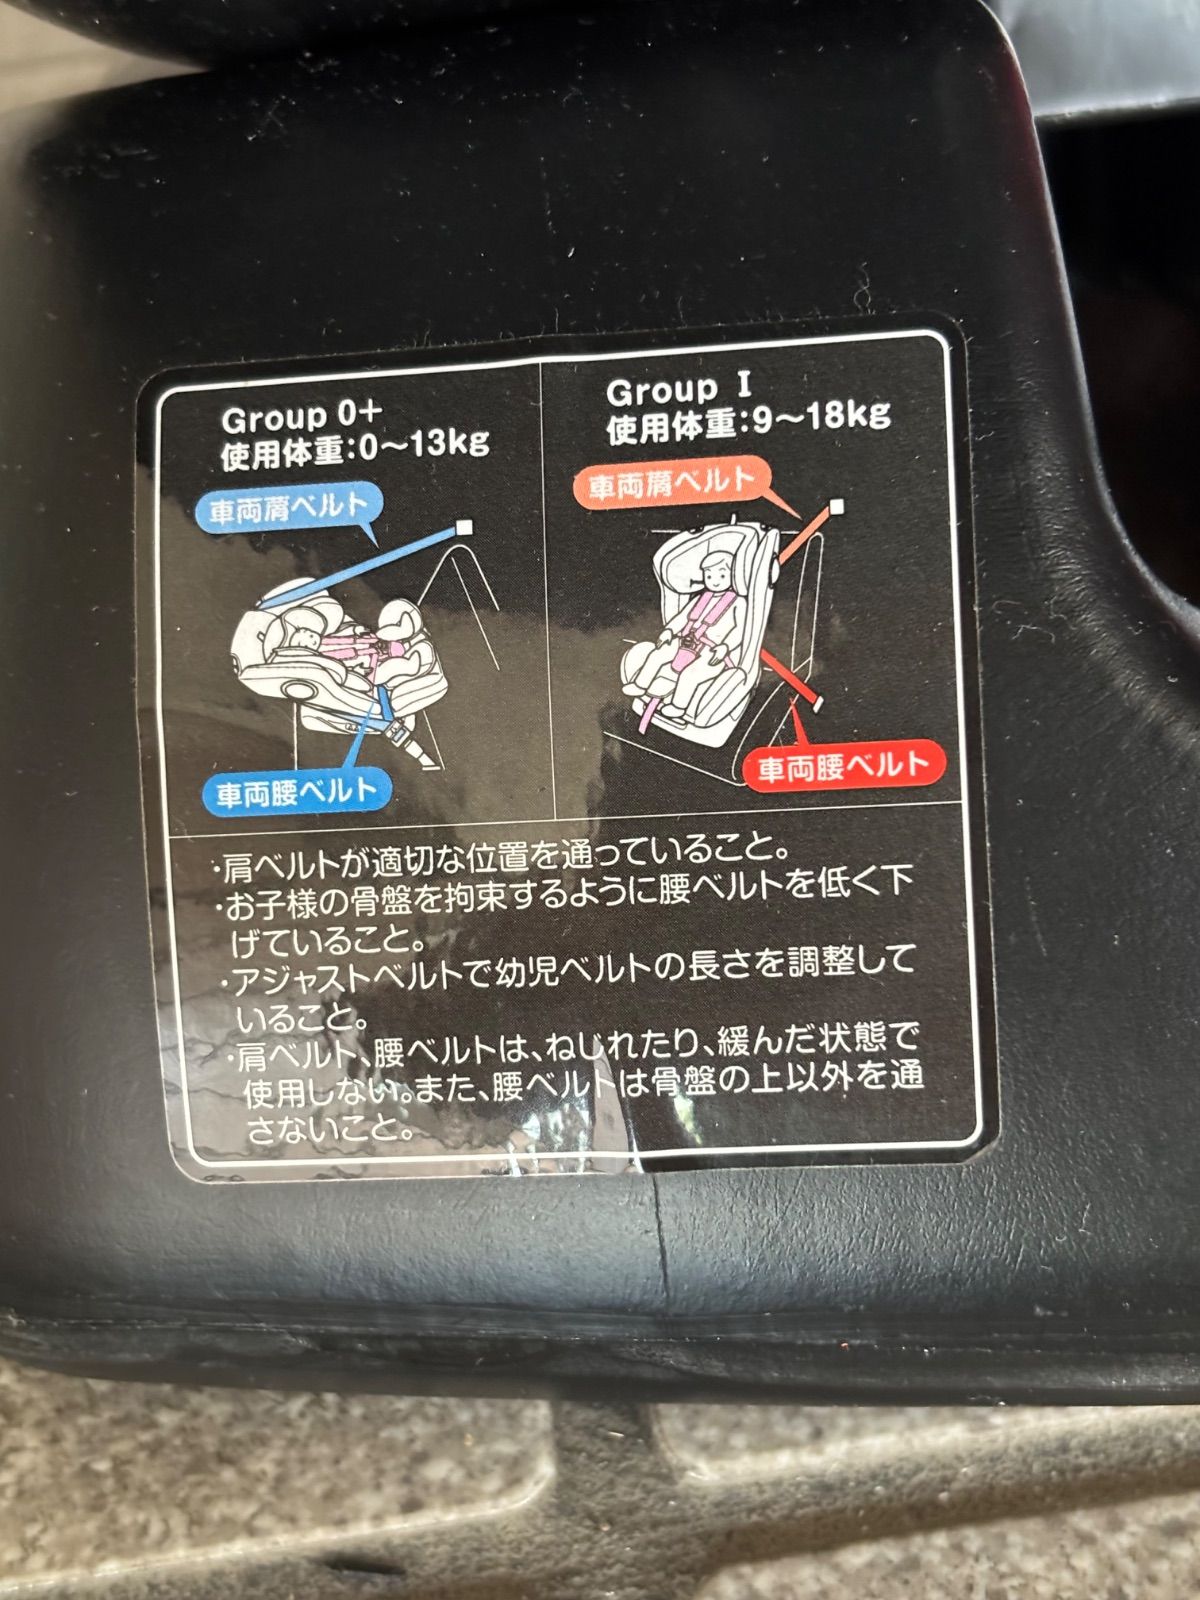 Group 0+
使用体重:0〜13kg
車両肩ベルト
車両腰ベルト
Group I
使用体重:9〜18kg
車両肩ベルト
車両腰ベルト
・肩ベルトが適切な位置を通っていること。
・お子様の骨盤を拘束するように腰ベルトを低く下
げていること。
・アジャストベルトで幼児ベルトの長さを調整して
いること。
・肩ベルト、腰ベルトは、ねじれたり、緩んだ状態で
使用しない。また、腰ベルトは骨盤の上以外を通
さないこと。